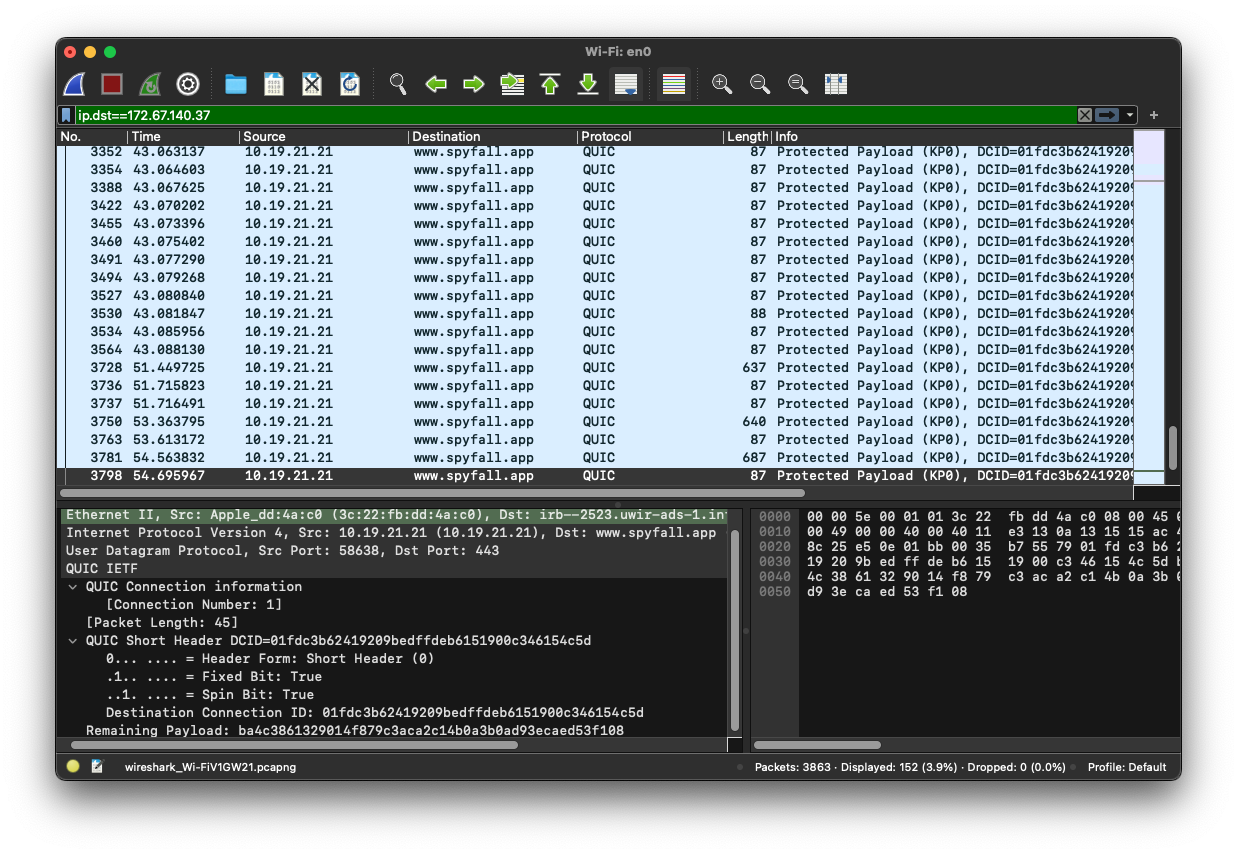 Wi-Fi: en0
ip.dst==172.67.140.37
No. Time Source Destination Protocol Length Info
3352 43.063137 10.19.21.21 www.spyfall.app QUIC 87 Protected Payload (KP0), DCID=01fdc3b62419209
3354 43.064603 10.19.21.21 www.spyfall.app QUIC 87 Protected Payload (KP0), DCID=01fdc3b62419209
3388 43.067625 10.19.21.21 www.spyfall.app QUIC 87 Protected Payload (KP0), DCID=01fdc3b62419209
3422 43.070202 10.19.21.21 www.spyfall.app QUIC 87 Protected Payload (KP0), DCID=01fdc3b62419209
3455 43.073396 10.19.21.21 www.spyfall.app QUIC 87 Protected Payload (KP0), DCID=01fdc3b62419209
3460 43.075402 10.19.21.21 www.spyfall.app QUIC 87 Protected Payload (KP0), DCID=01fdc3b62419209
3491 43.077290 10.19.21.21 www.spyfall.app QUIC 87 Protected Payload (KP0), DCID=01fdc3b62419209
3494 43.079268 10.19.21.21 www.spyfall.app QUIC 87 Protected Payload (KP0), DCID=01fdc3b62419209
3527 43.080840 10.19.21.21 www.spyfall.app QUIC 87 Protected Payload (KP0), DCID=01fdc3b62419209
3530 43.081847 10.19.21.21 www.spyfall.app QUIC 88 Protected Payload (KP0), DCID=01fdc3b62419209
3534 43.085956 10.19.21.21 www.spyfall.app QUIC 87 Protected Payload (KP0), DCID=01fdc3b62419209
3564 43.088130 10.19.21.21 www.spyfall.app QUIC 87 Protected Payload (KP0), DCID=01fdc3b62419209
3728 51.449725 10.19.21.21 www.spyfall.app QUIC 637 Protected Payload (KP0), DCID=01fdc3b62419209
3736 51.715823 10.19.21.21 www.spyfall.app QUIC 87 Protected Payload (KP0), DCID=01fdc3b62419209
3737 51.716491 10.19.21.21 www.spyfall.app QUIC 87 Protected Payload (KP0), DCID=01fdc3b62419209
3750 53.363795 10.19.21.21 www.spyfall.app QUIC 640 Protected Payload (KP0), DCID=01fdc3b62419209
3763 53.613172 10.19.21.21 www.spyfall.app QUIC 87 Protected Payload (KP0), DCID=01fdc3b62419209
3781 54.563832 10.19.21.21 www.spyfall.app QUIC 687 Protected Payload (KP0), DCID=01fdc3b62419209
3798 54.695967 10.19.21.21 www.spyfall.app QUIC 87 Protected Payload (KP0), DCID=01fdc3b62419209
Ethernet II, Src: Apple_dd:4a:c0 (3c:22:fb:dd:4a:c0), Dst: irb--2523.uwir-ads-1.in
Internet Protocol Version 4, Src: 10.19.21.21 (10.19.21.21), Dst: www.spyfall.app
User Datagram Protocol, Src Port: 58638, Dst Port: 443
QUIC IETF
QUIC Connection information
[Connection Number: 1]
[Packet Length: 45]
QUIC Short Header DCID=01fdc3b62419209bedffdeb6151900c346154c5d
0... .... = Header Form: Short Header (0)
.1.. .... = Fixed Bit: True
..1. .... = Spin Bit: True
Destination Connection ID: 01fdc3b62419209bedffdeb6151900c346154c5d
Remaining Payload: ba4c3861329014f879c3aca2c14b0a3b0ad93ecaed53f108
0000 00 00 5e 00 01 01 3c 22 fb dd 4a c0 08 00 45
0010 00 49 00 00 40 00 40 11 e3 13 0a 13 15 15 ac
0020 8c 25 e5 0e 01 bb 00 35 b7 55 79 01 fd c3 b6
0030 19 20 9b ed ff de b6 15 19 00 c3 46 15 4c 5d
0040 4c 38 61 32 90 14 f8 79 c3 ac a2 c1 4b 0a 3b
0050 d9 3e ca ed 53 f1 08
wireshark_Wi-FiV1GW21.pcapng
Packets: 3863 · Displayed: 152 (3.9%) · Dropped: 0 (0.0%)
Profile: Default